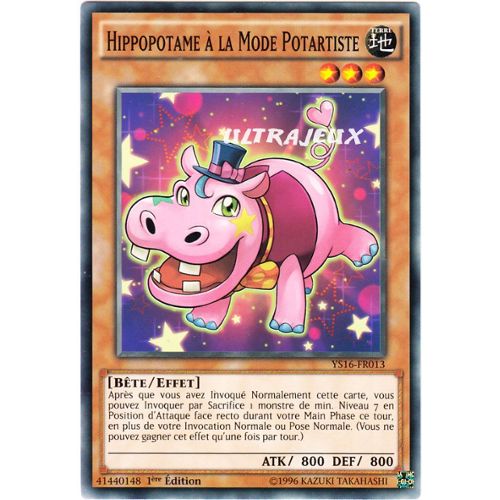 HIPPOPOTAME À LA MODE POTARTISTE
TERRE
地
ULTRAJEUX
YS16-FR013
[BÊTE/EFFET]
Après que vous avez Invoqué Normalement cette carte, vous
pouvez Invoquer par Sacrifice 1 monstre de min. Niveau 7 en
Position d'Attaque face recto durant votre Main Phase ce tour,
en plus de votre Invocation Normale ou Pose Normale. (Vous ne
pouvez gagner cet effet qu'une fois par tour.)
ATK/ 800 DEF/ 800
41440148 1ère Édition ©1996 KAZUKI TAKAHASHI